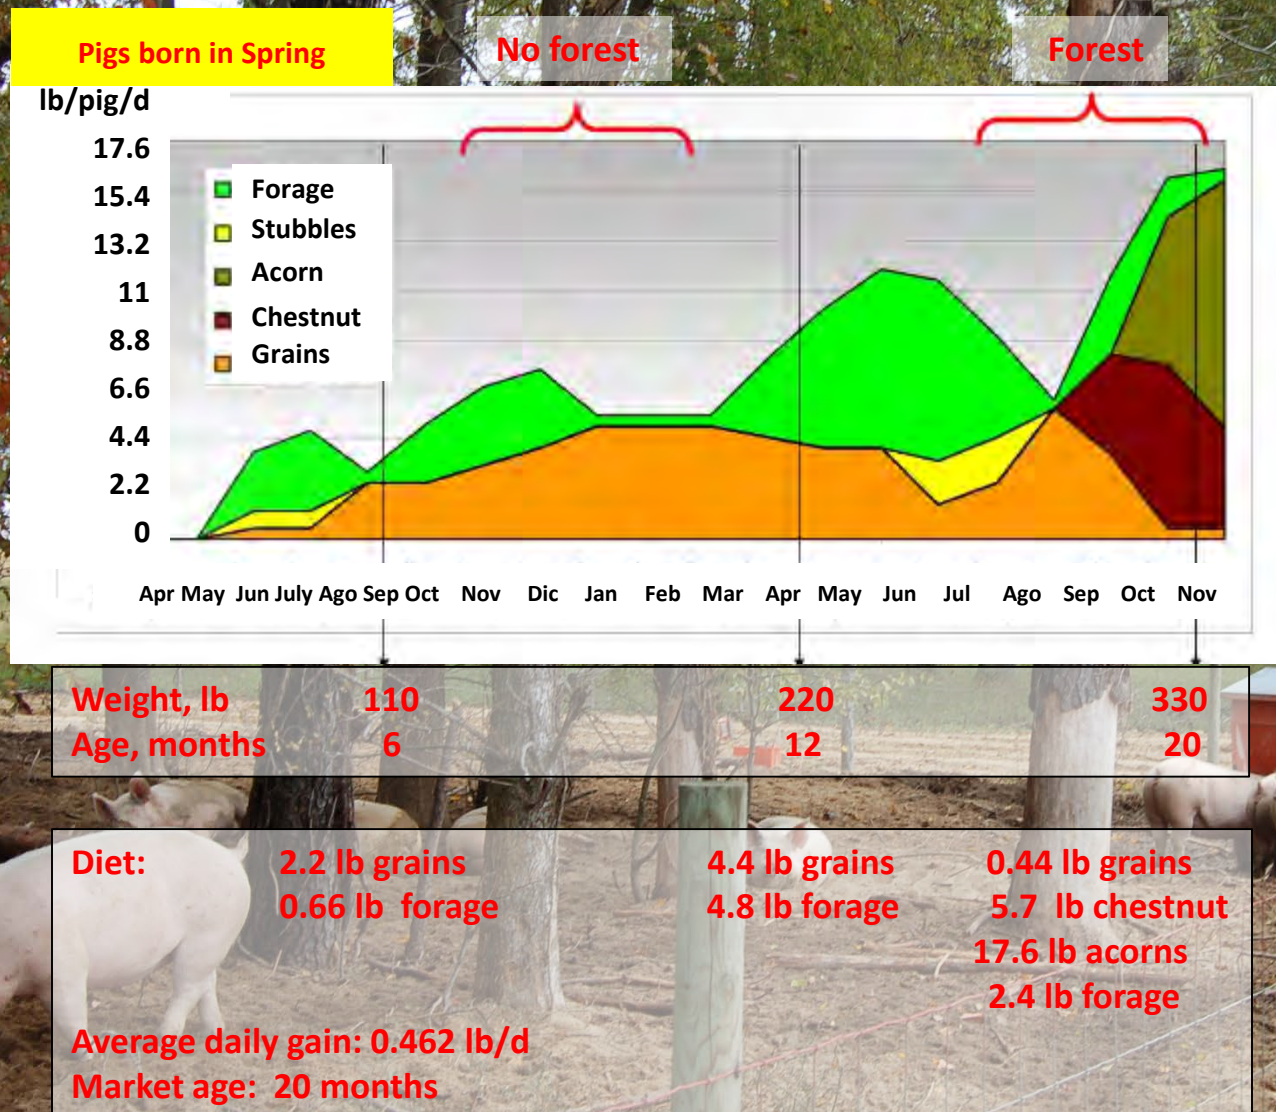 Pigs born in Spring
No forest
Forest
lb/pig/d
17.6
15.4
13.2
11
8.8
6.6
4.4
2.2
0
Forage
Stubbles
Acorn
Chestnut
Grains
Apr May Jun July Ago Sep Oct Nov Dic Jan Feb Mar Apr May Jun Jul Ago Sep Oct Nov
Weight, lb 110 220 330
Age, months 6 12 20
Diet: 2.2 lb grains 4.4 lb grains 0.44 lb grains
0.66 lb forage 4.8 lb forage 5.7 lb chestnut
17.6 lb acorns
2.4 lb forage
Average daily gain: 0.462 lb/d
Market age: 20 months